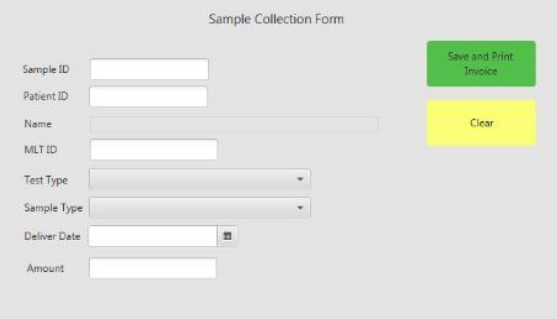 Sample Collection Form
Save and Print
Invoice
Sample ID
Patient ID
Name
Clear
MLT ID
Test Type
Sample Type
Deliver Date
Amount